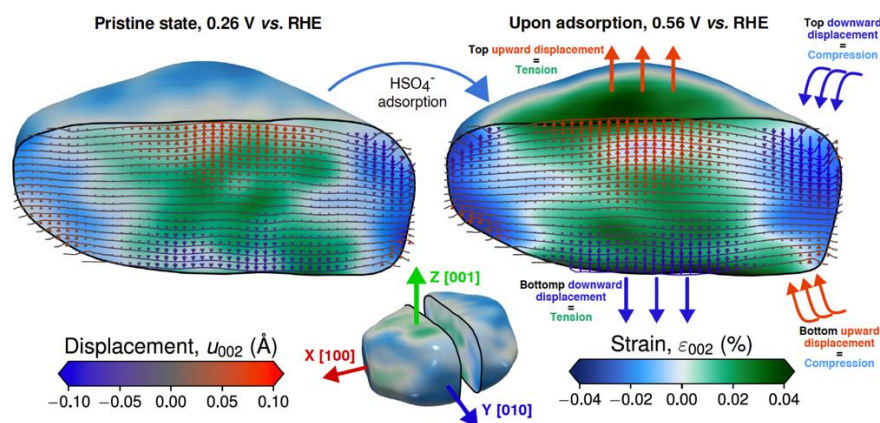 Pristine state, 0.26 V vs. RHE
Upon adsorption, 0.56 V vs. RHE
HSO₄⁻
adsorption
Top upward displacement
=
Tension
Top downward
displacement
=
Compression
Bottomp downward
displacement
=
Tension
Bottom upward
displacement
=
Compression
Z [001]
X [100]
Y [010]
Displacement, u₀₀₂ (Å)
−0.10 −0.05 0.00 0.05 0.10
Strain, ε₀₀₂ (%)
−0.04 −0.02 0.00 0.02 0.04